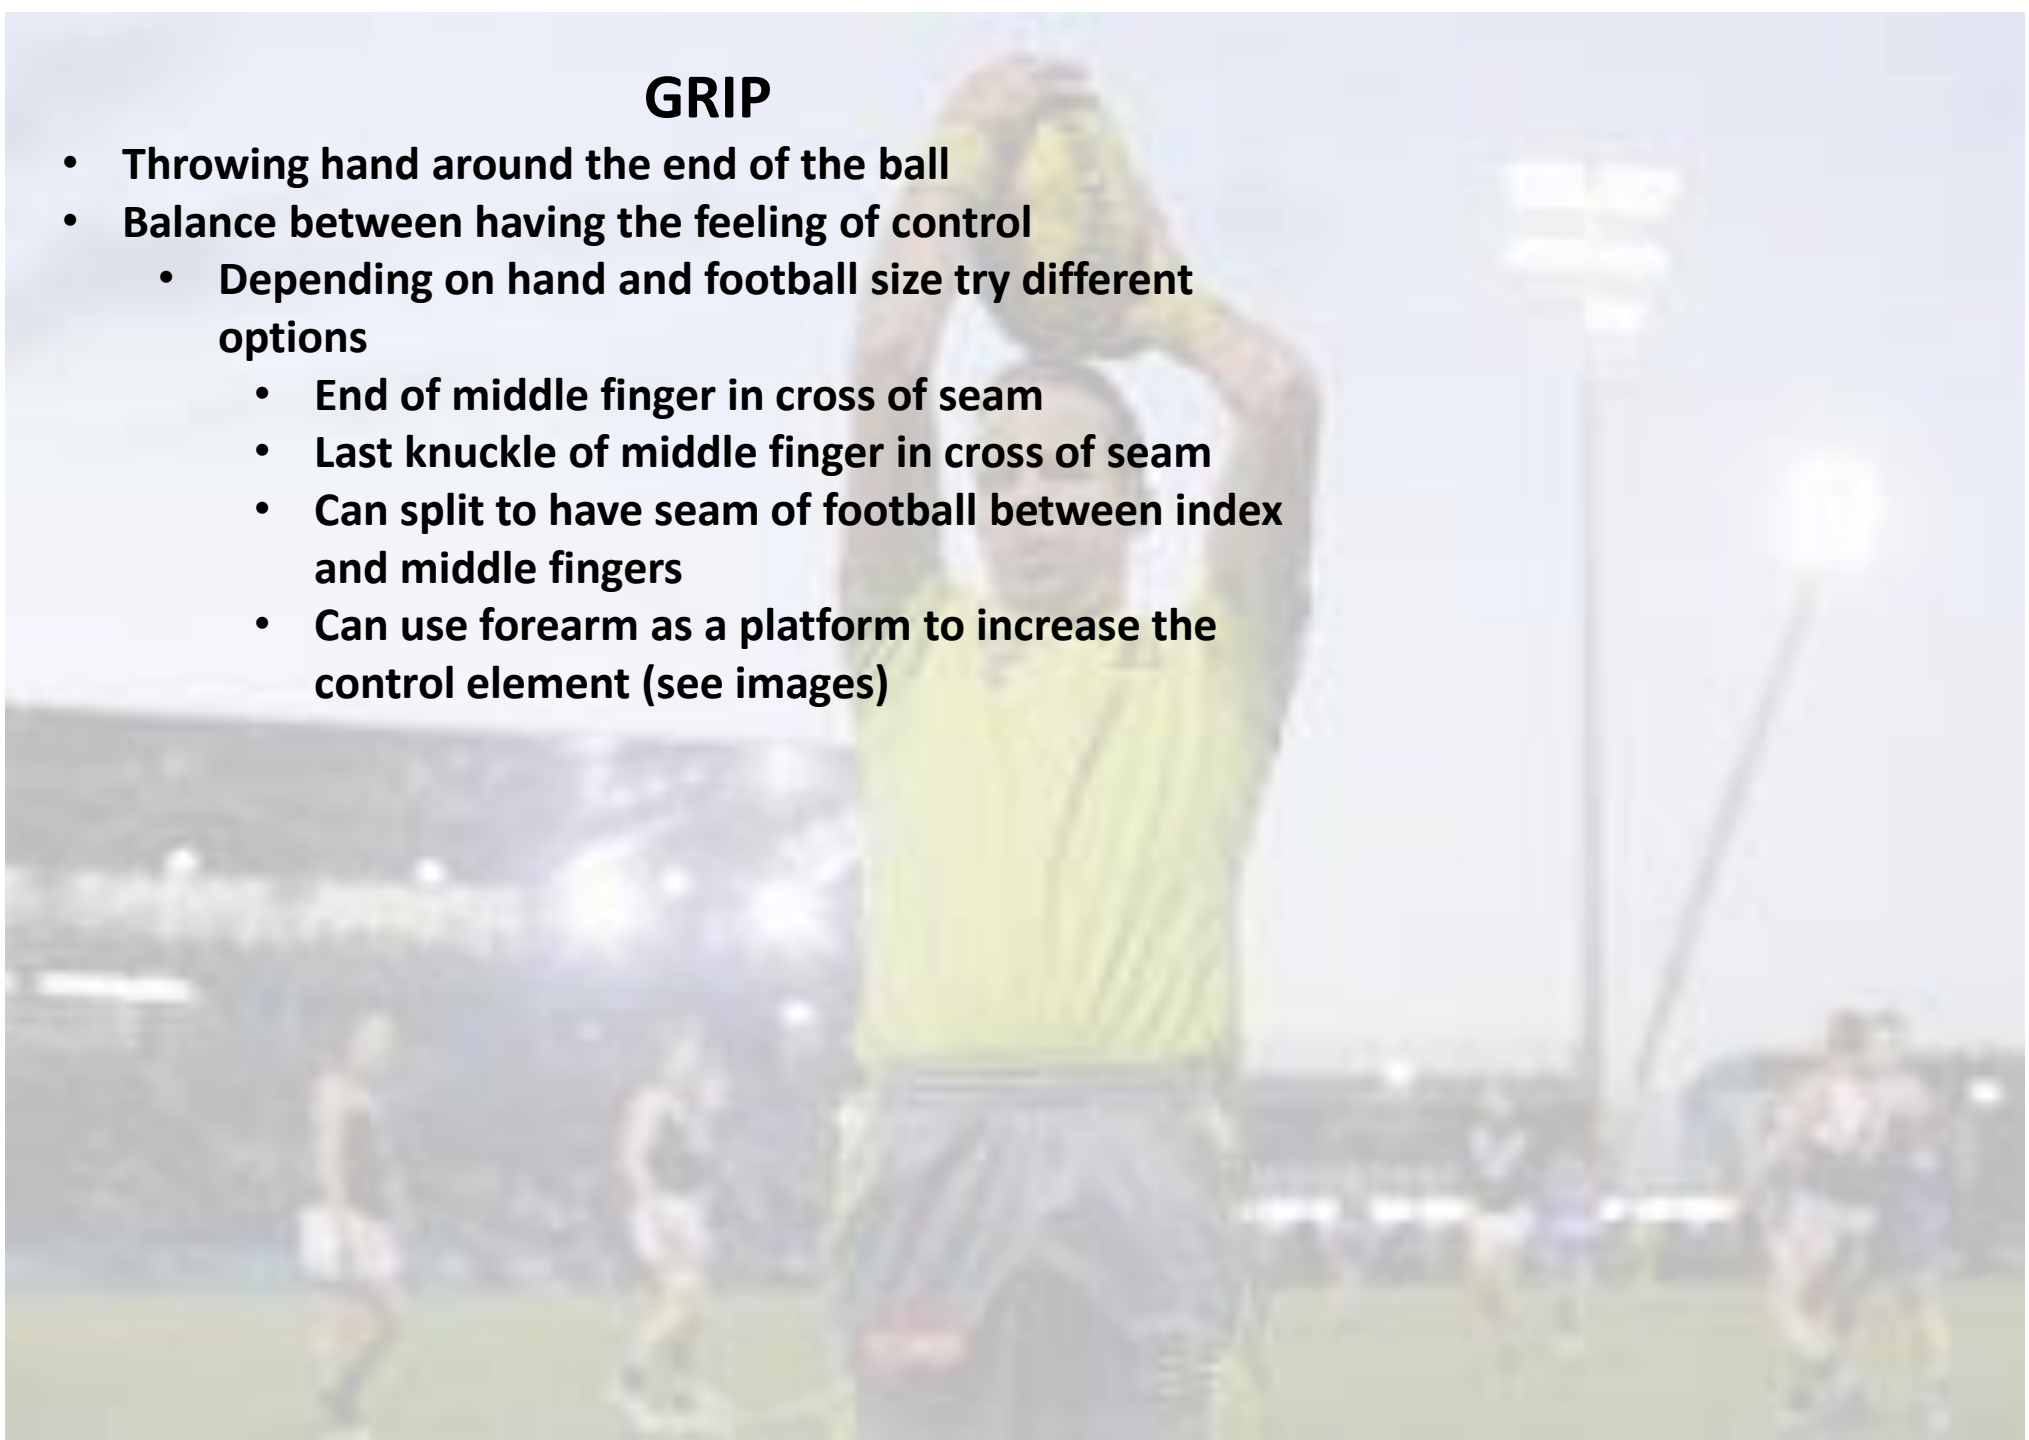 GRIP
• Throwing hand around the end of the ball
• Balance between having the feeling of control
• Depending on hand and football size try different
options
• End of middle finger in cross of seam
• Last knuckle of middle finger in cross of seam
• Can split to have seam of football between index
and middle fingers
• Can use forearm as a platform to increase the
control element (see images)